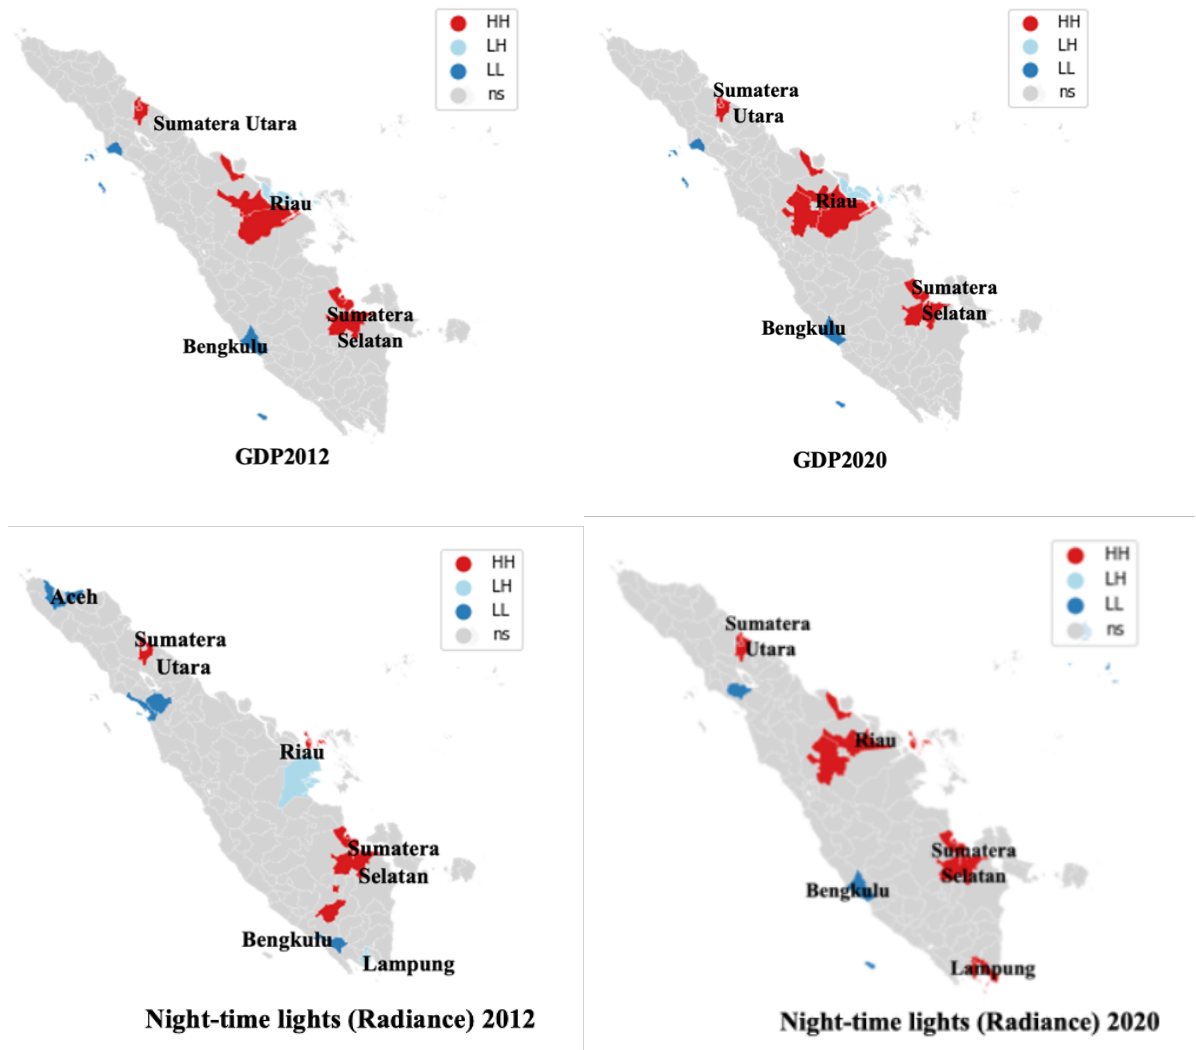 HH
LH
LL
ns
Sumatera Utara
Riau
Sumatera
Selatan
Bengkulu
GDP2012
HH
LH
LL
ns
Sumatera
Utara
Riau
Sumatera
Selatan
Bengkulu
GDP2020
HH
LH
LL
ns
Aceh
Sumatera
Utara
Riau
Sumatera
Selatan
Bengkulu
Lampung
Night-time lights (Radiance) 2012
HH
LH
LL
ns
Sumatera
Utara
Riau
Sumatera
Selatan
Bengkulu
Lampung
Night-time lights (Radiance) 2020